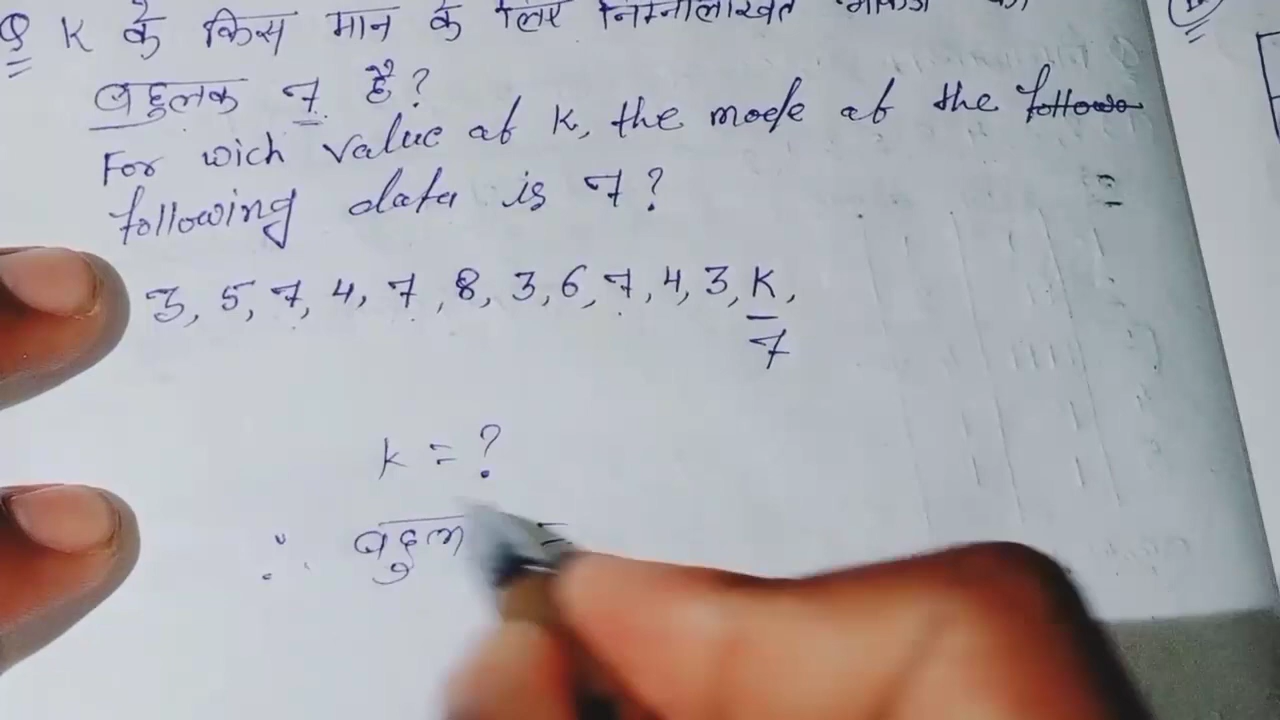 Q K के किस मान के लिए निम्नलिखित का
बहुलक 7 है?
For wich value of K, the mode of the follow
following data is 7?
3, 5, 7, 4, 7, 8, 3, 6, 7, 4, 3, K,
7
k = ?
∴ बहुल =